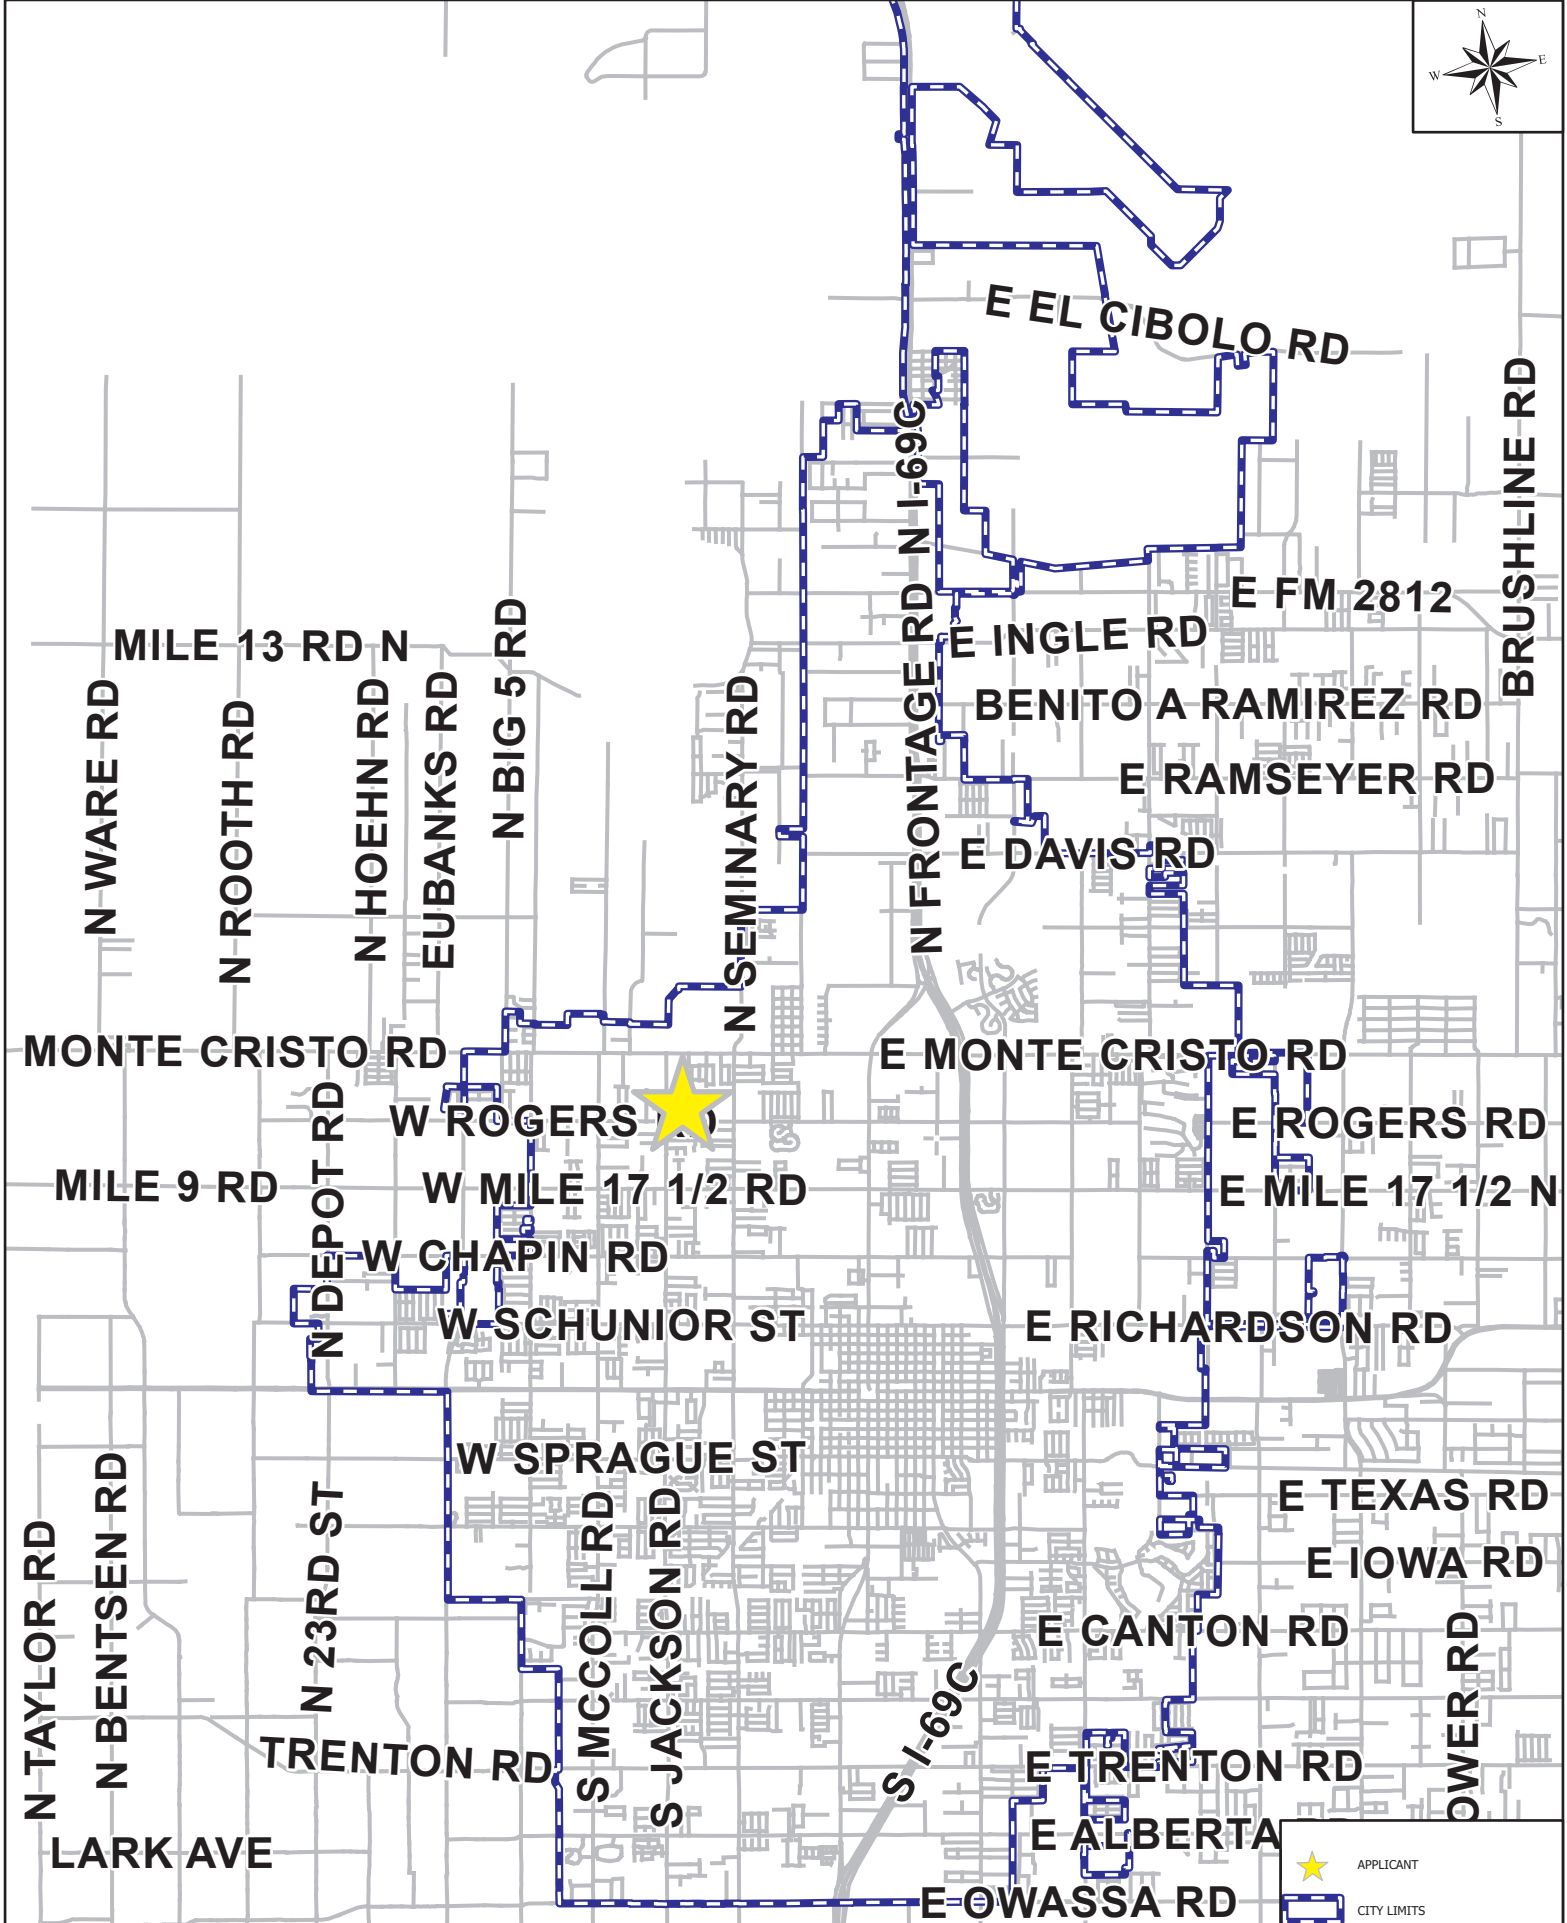 N
W E
S
E EL CIBOLO RD
N I-69C
BRUSHLINE RD
E FM 2812
E INGLE RD
MILE 13 RD N
BENITO A RAMIREZ RD
E RAMSEYER RD
N WARE RD
N ROOTH RD
N HOEHN RD
EUBANKS RD
N BIG 5 RD
N SEMINARY RD
N FRONTAGE RD
E DAVIS RD
MONTE CRISTO RD
E MONTE CRISTO RD
W ROGERS
E ROGERS RD
N DEPOT RD
MILE 9 RD
W MILE 17 1/2 RD
E MILE 17 1/2 N
W CHAPIN RD
W SCHUNIOR ST
E RICHARDSON RD
W SPRAGUE ST
E TEXAS RD
E IOWA RD
N TAYLOR RD
N BENTSEN RD
N 23RD ST
S MCCOLL RD
S JACKSON RD
E CANTON RD
S I-69C
TRENTON RD
E TRENTON RD
OWER RD
E ALBERTA
LARK AVE
E OWASSA RD
APPLICANT
CITY LIMITS